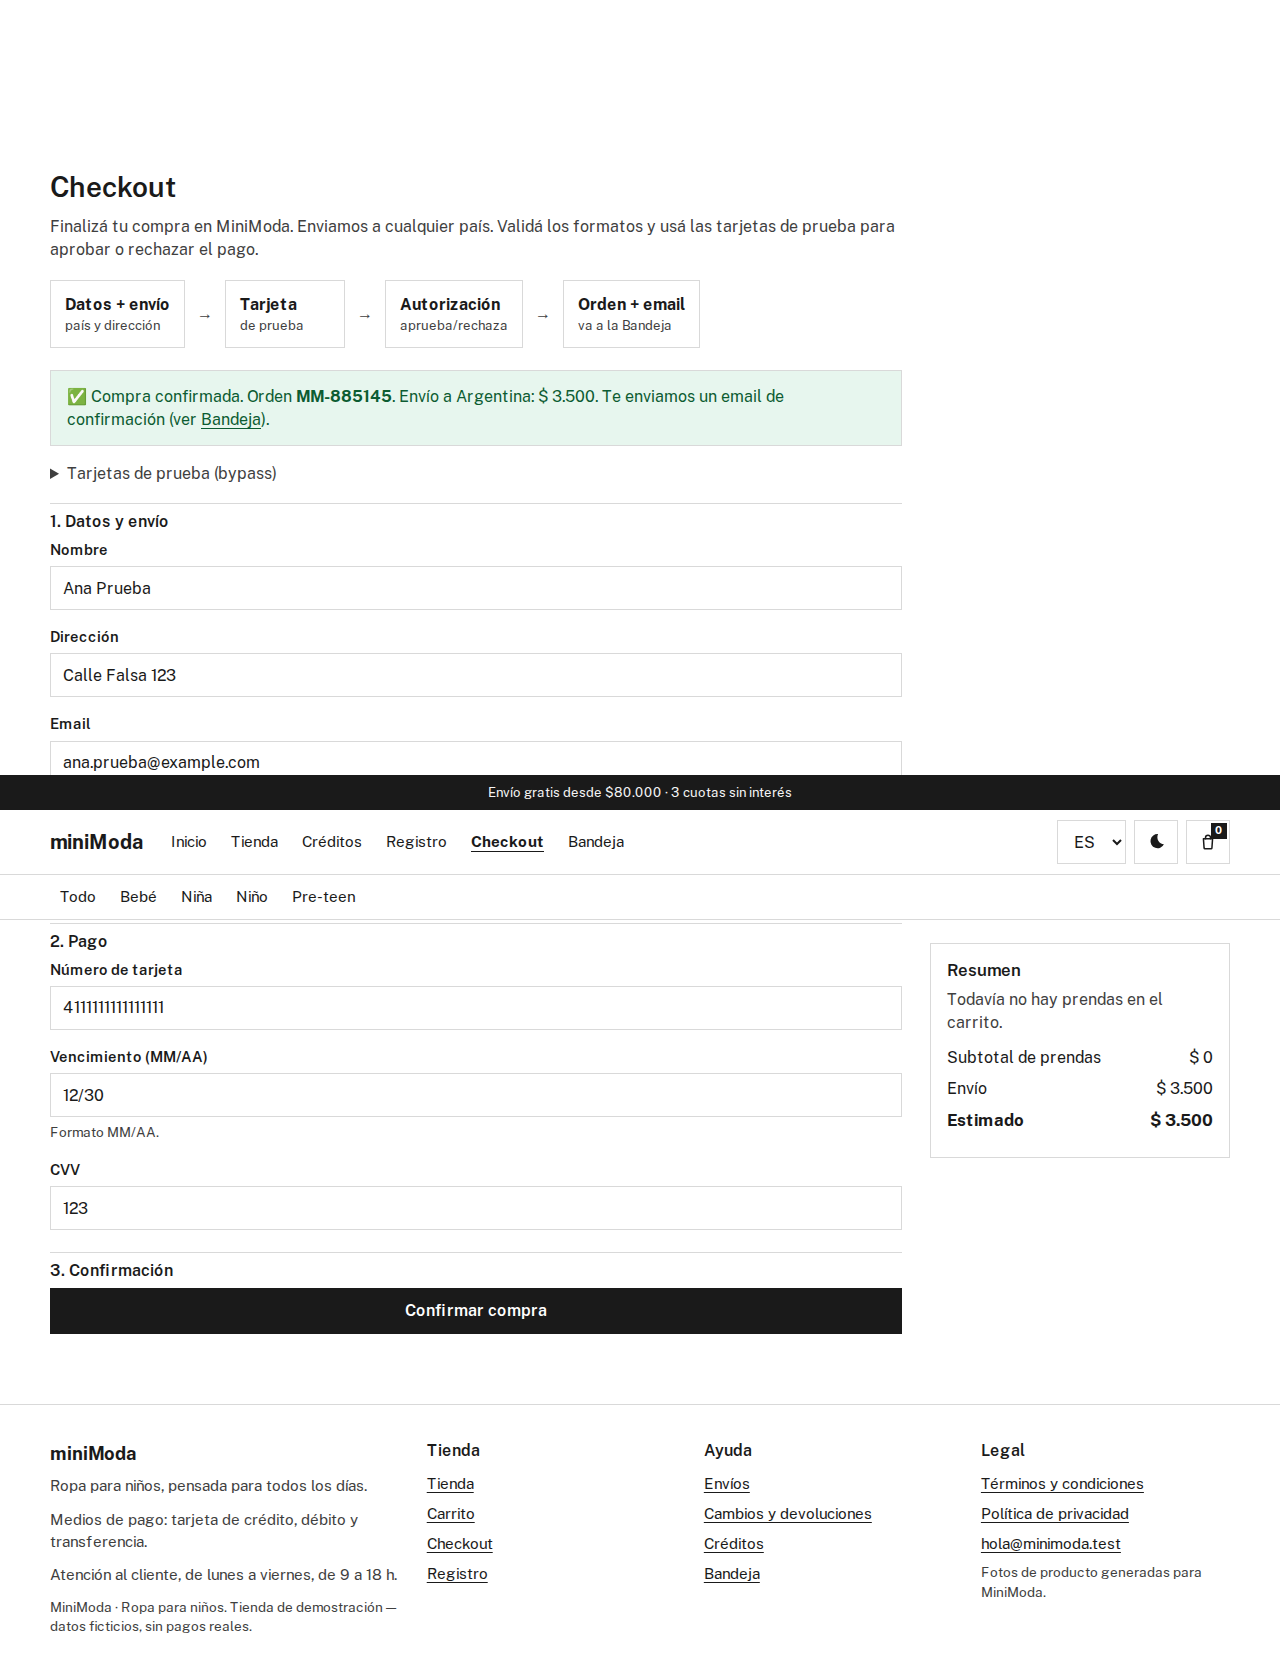 Checkout
Finalizá tu compra en MiniModa. Enviamos a cualquier país. Validá los formatos y usá las tarjetas de prueba para
aprobar o rechazar el pago.
Datos + envío
país y dirección
→
Tarjeta
de prueba
→
Autorización
aprueba/rechaza
→
Orden + email
va a la Bandeja
✅ Compra confirmada. Orden MM-885145. Envío a Argentina: $ 3.500. Te enviamos un email de
confirmación (ver Bandeja).
▶ Tarjetas de prueba (bypass)
1. Datos y envío
Nombre
Ana Prueba
Dirección
Calle Falsa 123
Email
ana.prueba@example.com
Envío gratis desde $80.000 · 3 cuotas sin interés
miniModa
Inicio
Tienda
Créditos
Registro
Checkout
Bandeja
ES
0
Todo
Bebé
Niña
Niño
Pre-teen
2. Pago
Número de tarjeta
4111111111111111
Vencimiento (MM/AA)
12/30
Formato MM/AA.
CVV
123
3. Confirmación
Confirmar compra
Resumen
Todavía no hay prendas en el
carrito.
Subtotal de prendas $ 0
Envío $ 3.500
Estimado $ 3.500
miniModa
Ropa para niños, pensada para todos los días.
Medios de pago: tarjeta de crédito, débito y
transferencia.
Atención al cliente, de lunes a viernes, de 9 a 18 h.
MiniModa · Ropa para niños. Tienda de demostración —
datos ficticios, sin pagos reales.
Tienda
Tienda
Carrito
Checkout
Registro
Ayuda
Envíos
Cambios y devoluciones
Créditos
Bandeja
Legal
Términos y condiciones
Política de privacidad
hola@minimoda.test
Fotos de producto generadas para
MiniModa.